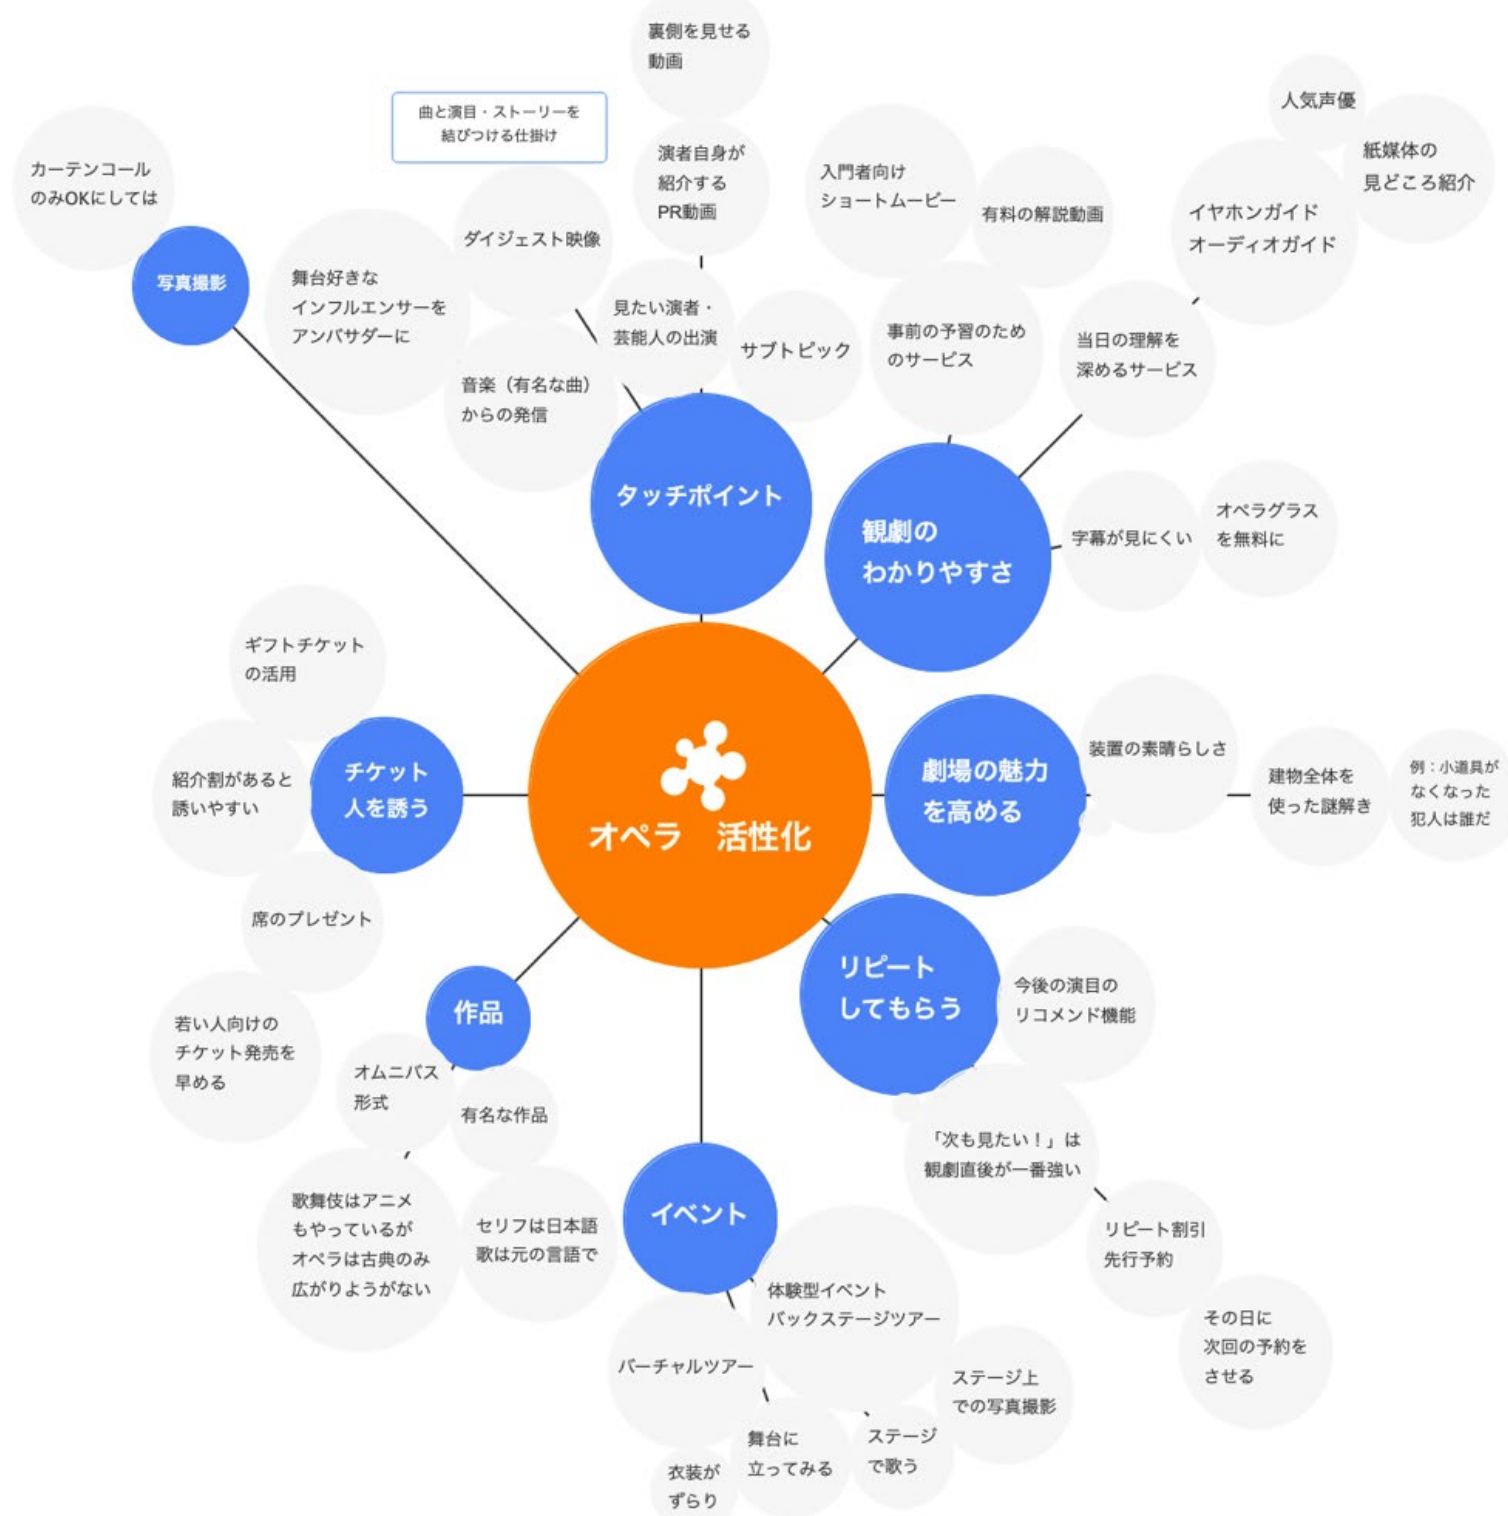 裏側を見せる
動画
曲と演目・ストーリーを
結びつける仕掛け
人気声優
カーテンコール
のみOKにしては
演者自身が
紹介する
PR動画
入門者向け
ショートムービー
有料の解説動画
紙媒体の
見どころ紹介
イヤホンガイド
オーディオガイド
写真撮影
舞台好きな
インフルエンサーを
アンバサダーに
ダイジェスト映像
見たい演者・
芸能人の出演
サブトピック
事前の予習のため
のサービス
当日の理解を
深めるサービス
音楽（有名な曲）
からの発信
タッチポイント
観劇の
わかりやすさ
字幕が見にくい
オペラグラス
を無料に
ギフトチケット
の活用
紹介割があると
誘いやすい
チケット
人を誘う
オペラ　活性化
劇場の魅力
を高める
装置の素晴らしさ
建物全体を
使った謎解き
例：小道具が
なくなった
犯人は誰だ
席のプレゼント
若い人向けの
チケット発売を
早める
作品
オムニバス
形式
有名な作品
リピート
してもらう
今後の演目の
リコメンド機能
「次も見たい！」は
観劇直後が一番強い
歌舞伎はアニメ
もやっているが
オペラは古典のみ
広がりようがない
セリフは日本語
歌は元の言語で
イベント
リピート割引
先行予約
その日に
次回の予約を
させる
体験型イベント
バックステージツアー
バーチャルツアー
ステージ上
での写真撮影
舞台に
立ってみる
ステージ
で歌う
衣装が
ずらり